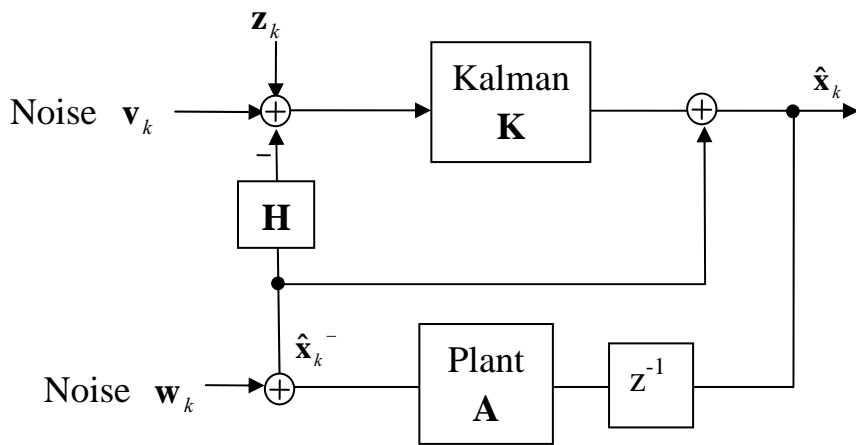 z_k
Noise v_k
+
−
Kalman
K
+
x̂_k
H
x̂_k⁻
Noise w_k
+
Plant
A
z⁻¹